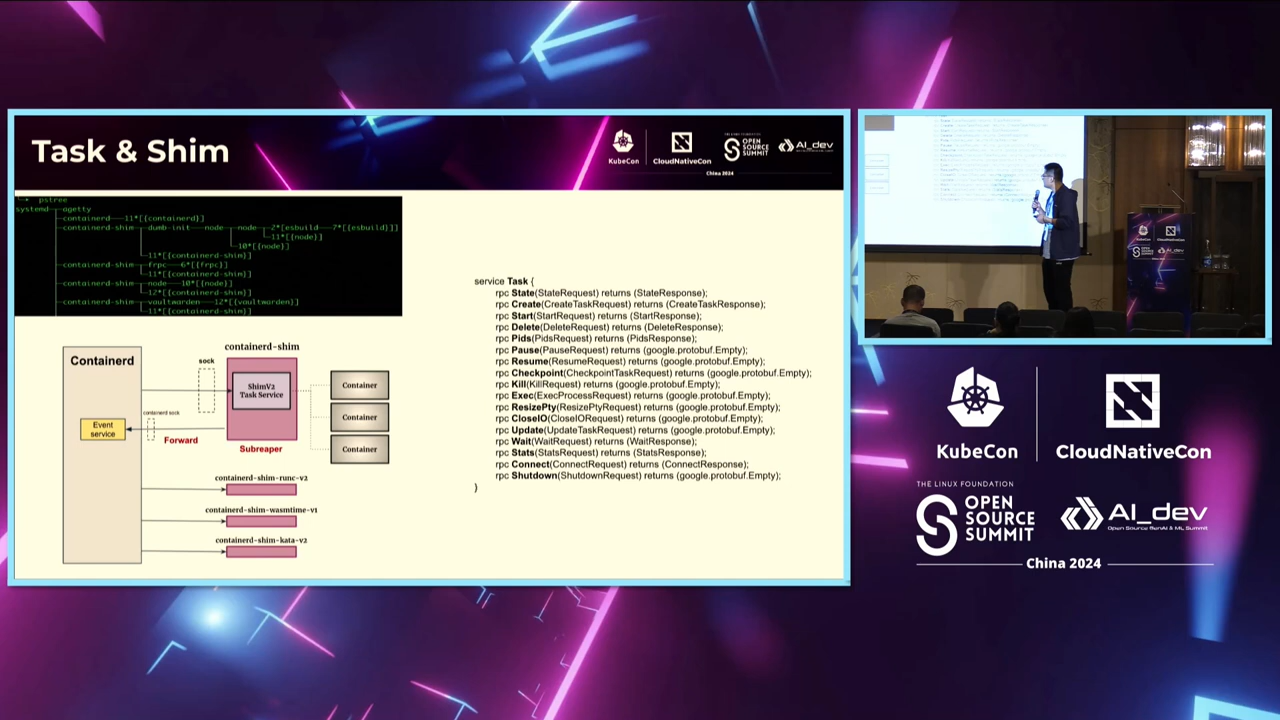 Task & Shim
KubeCon
CloudNativeCon
THE LINUX FOUNDATION
OPEN SOURCE SUMMIT
AI_dev
China 2024
pstree
systemd─┬─agetty
├─containerd───11*[{containerd}]
├─containerd-shim─┬─dumb-init───node─┬─node─┬─2*[esbuild───7*[{esbuild}]]
└─11*[{node}]
└─10*[{node}]
└─11*[{containerd-shim}]
├─containerd-shim─┬─frpc───6*[{frpc}]
└─11*[{containerd-shim}]
├─containerd-shim─┬─node───10*[{node}]
└─12*[{containerd-shim}]
├─containerd-shim─┬─vaultwarden───12*[{vaultwarden}]
└─11*[{containerd-shim}]
Containerd
containerd-shim
sock
ShimV2
Task Service
Container
Container
Container
containerd sock
Event
service
Forward
Subreaper
containerd-shim-runc-v2
containerd-shim-wasmtime-v1
containerd-shim-kata-v2
service Task {
rpc State(StateRequest) returns (StateResponse);
rpc Create(CreateTaskRequest) returns (CreateTaskResponse);
rpc Start(StartRequest) returns (StartResponse);
rpc Delete(DeleteRequest) returns (DeleteResponse);
rpc Pids(PidsRequest) returns (PidsResponse);
rpc Pause(PauseRequest) returns (google.protobuf.Empty);
rpc Resume(ResumeRequest) returns (google.protobuf.Empty);
rpc Checkpoint(CheckpointTaskRequest) returns (google.protobuf.Empty);
rpc Kill(KillRequest) returns (google.protobuf.Empty);
rpc Exec(ExecProcessRequest) returns (google.protobuf.Empty);
rpc ResizePty(ResizePtyRequest) returns (google.protobuf.Empty);
rpc CloseIO(CloseIORequest) returns (google.protobuf.Empty);
rpc Update(UpdateTaskRequest) returns (google.protobuf.Empty);
rpc Wait(WaitRequest) returns (WaitResponse);
rpc Stats(StatsRequest) returns (StatsResponse);
rpc Connect(ConnectRequest) returns (ConnectResponse);
rpc Shutdown(ShutdownRequest) returns (google.protobuf.Empty);
}
KubeCon
CloudNativeCon
THE LINUX FOUNDATION
OPEN
SOURCE
SUMMIT
AI_dev
Open Source GenAI & ML Summit
China 2024